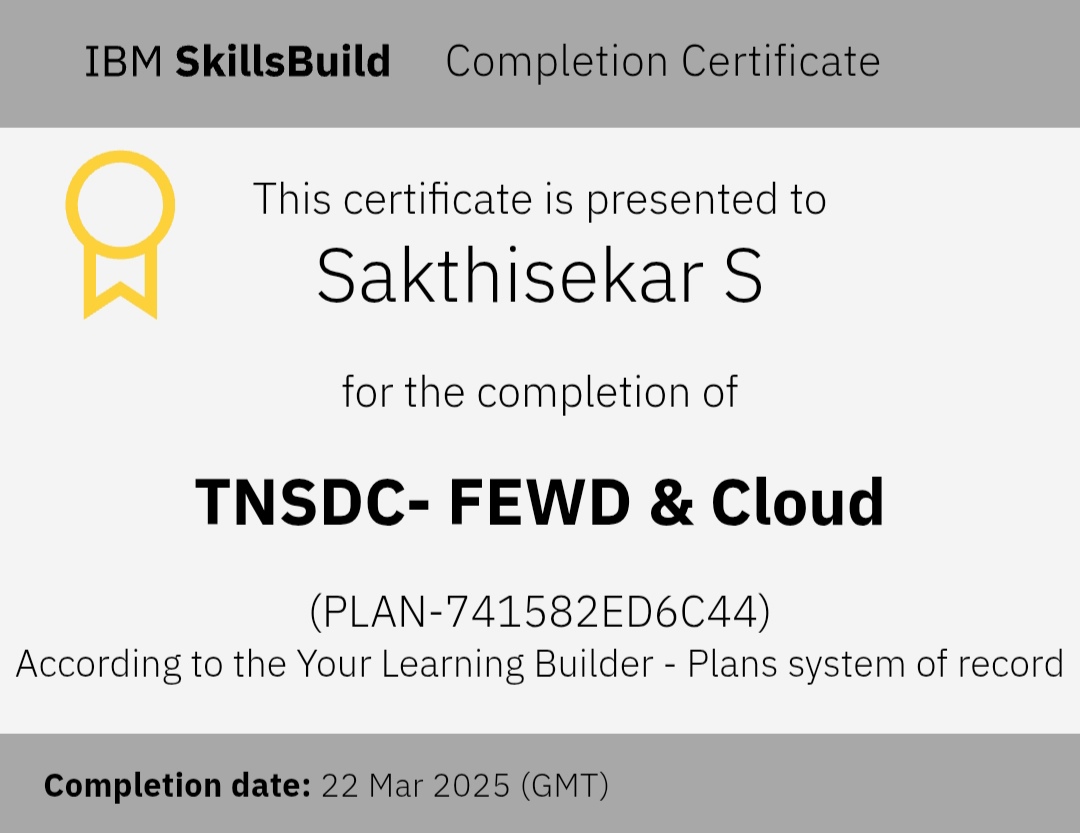 IBM SkillsBuild Completion Certificate
This certificate is presented to
Sakthisekar S
for the completion of
TNSDC- FEWD & Cloud
(PLAN-741582ED6C44)
According to the Your Learning Builder - Plans system of record
Completion date: 22 Mar 2025 (GMT)